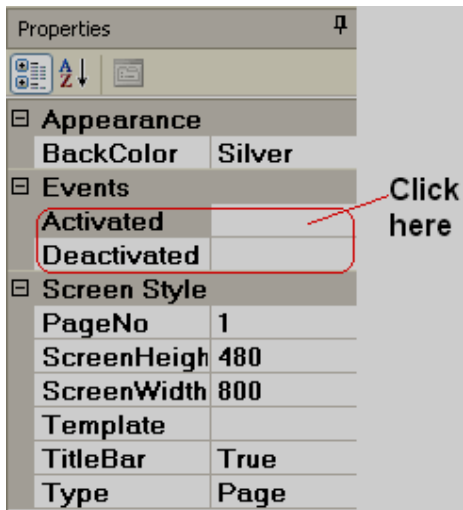 Properties
A
Z
Appearance
BackColor Silver
Events
Activated
Deactivated
Click
here
Screen Style
PageNo 1
ScreenHeigh 480
ScreenWidth 800
Template
TitleBar True
Type Page